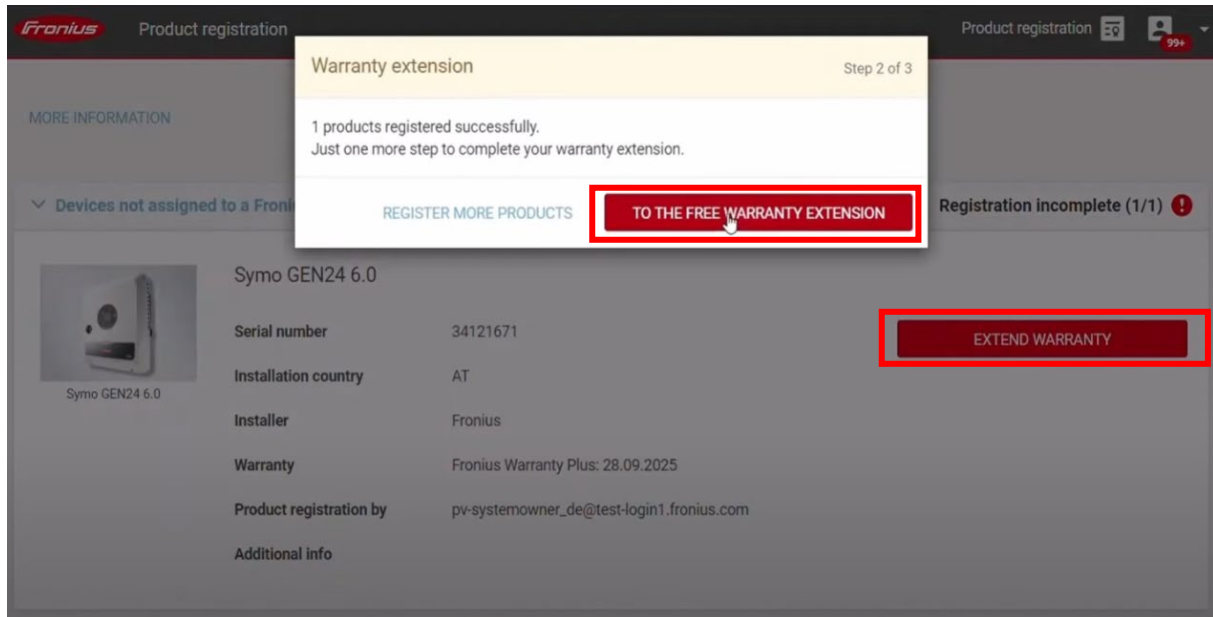 Fronius
Product registration
Product registration
99+
Warranty extension
Step 2 of 3
MORE INFORMATION
1 products registered successfully.
Just one more step to complete your warranty extension.
REGISTER MORE PRODUCTS
TO THE FREE WARRANTY EXTENSION
Devices not assigned to a Froni
Registration incomplete (1/1)
Symo GEN24 6.0
Symo GEN24 6.0
Serial number 34121671
EXTEND WARRANTY
Installation country AT
Installer Fronius
Warranty Fronius Warranty Plus: 28.09.2025
Product registration by pv-systemowner_de@test-login1.fronius.com
Additional info